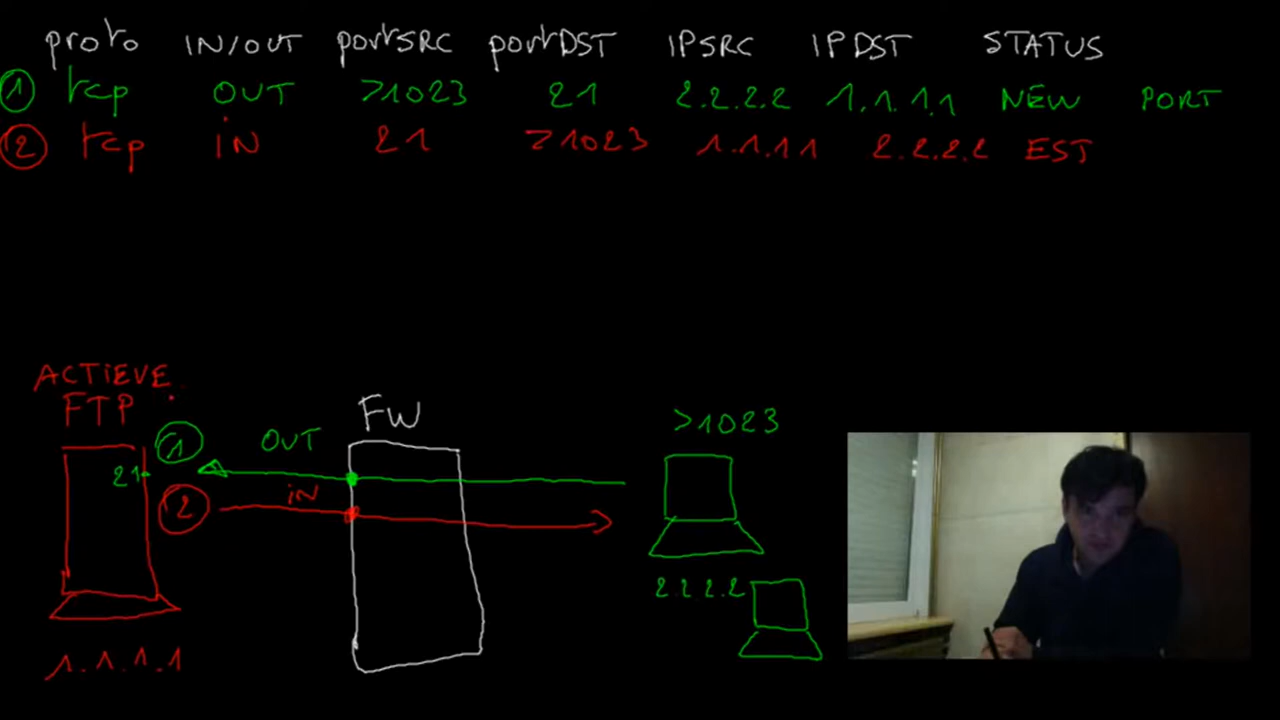 proto IN/OUT portSRC portDST IPSRC IPDST STATUS
1 tcp OUT >1023 21 2.2.2.2 1.1.1.1 NEW PORT
2 tcp iN 21 >1023 1.1.1.1 2.2.2.2 EST
ACTiEVE
FTP
FW
>1023
1
OUT
21
2
iN
2.2.2.2
1.1.1.1